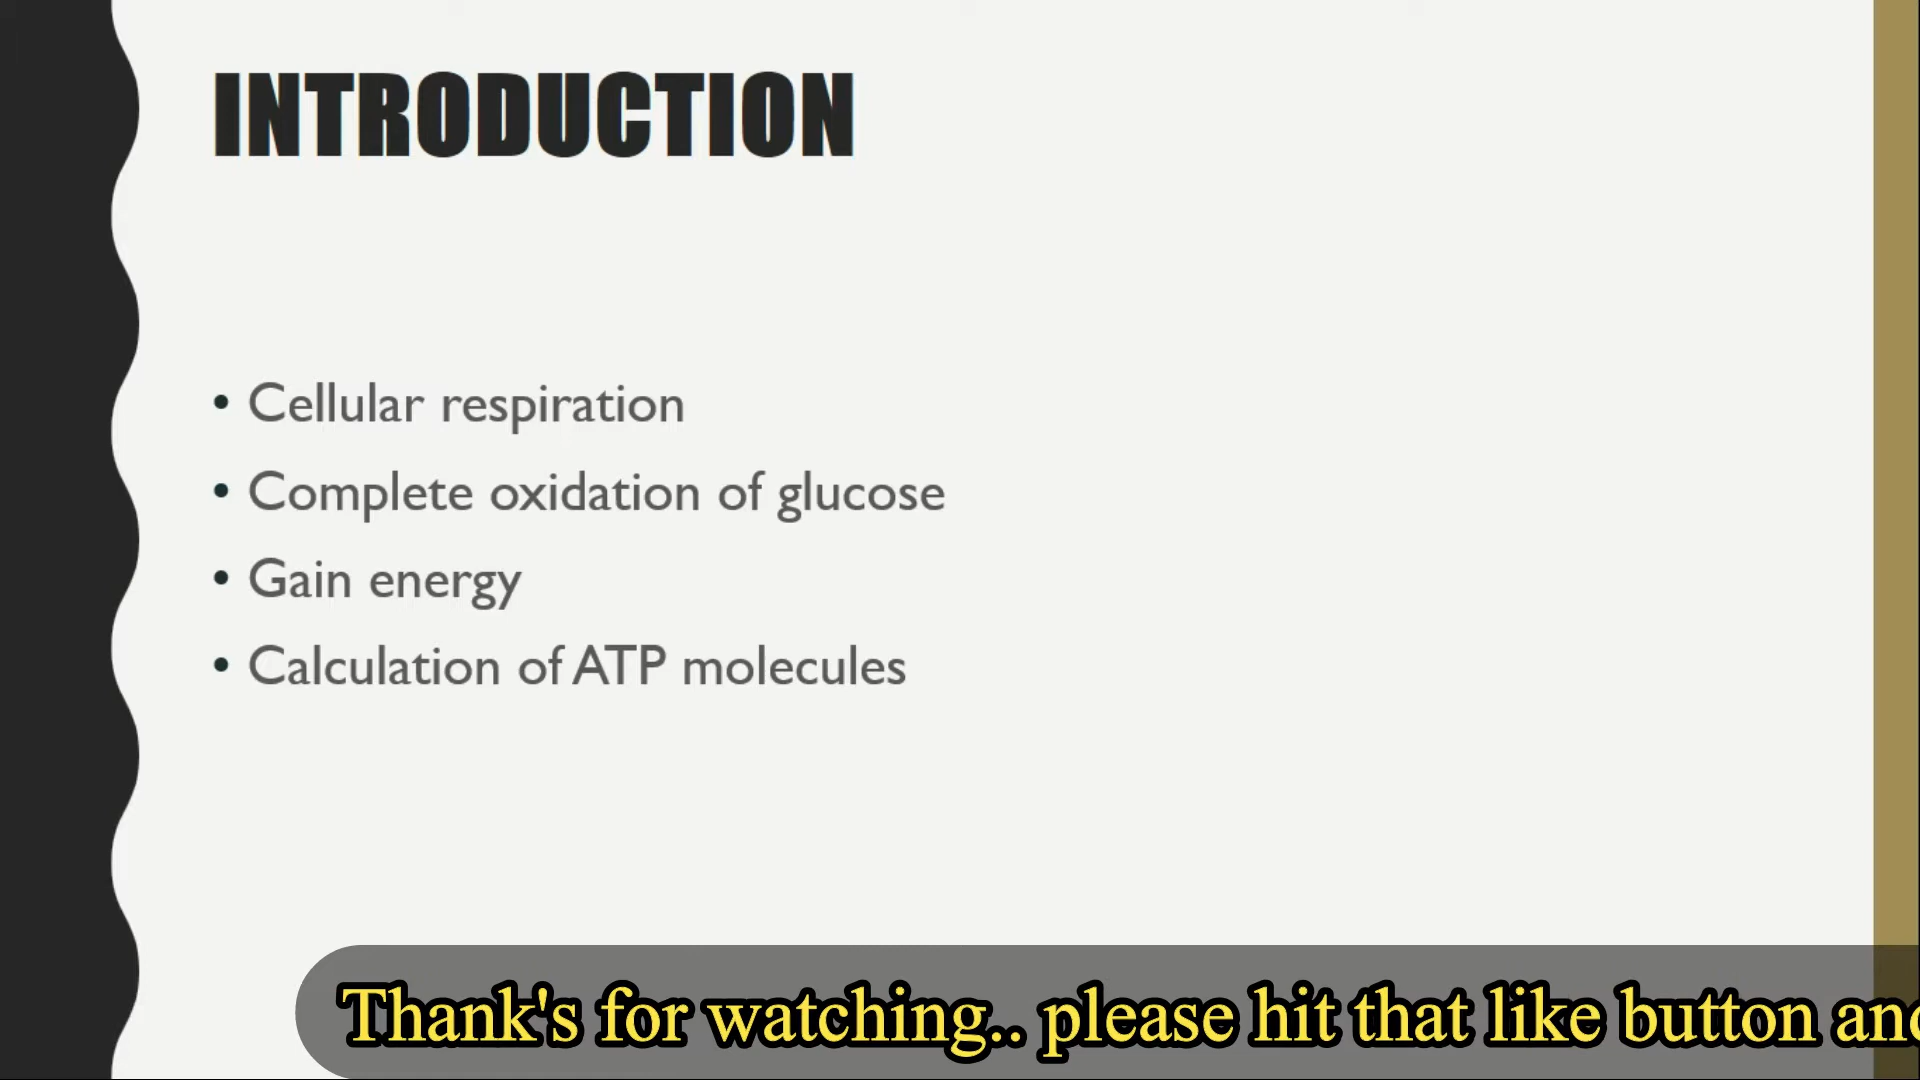 INTRODUCTION
• Cellular respiration
• Complete oxidation of glucose
• Gain energy
• Calculation of ATP molecules
Thank's for watching.. please hit that like button and